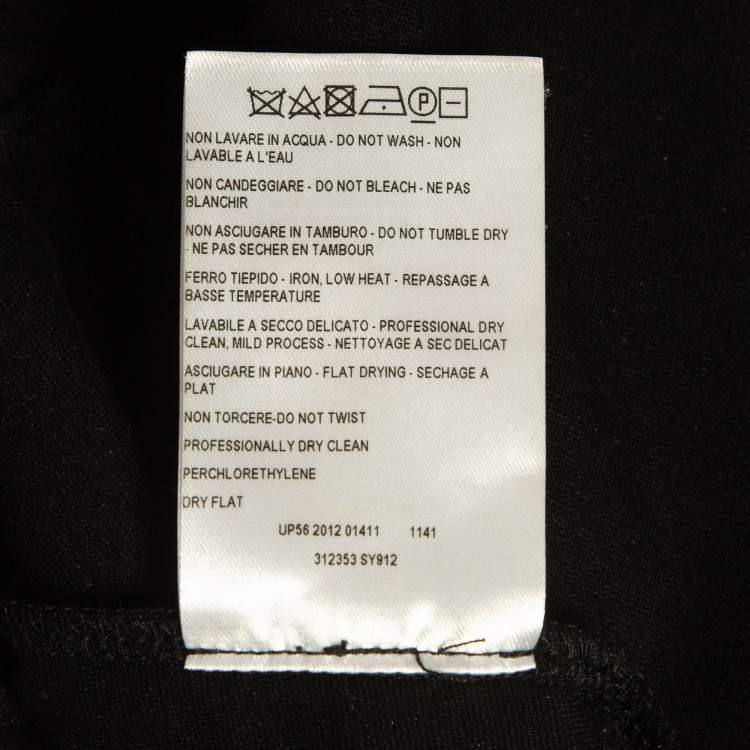 P
NON LAVARE IN ACQUA - DO NOT WASH - NON
LAVABLE A L'EAU
NON CANDEGGIARE - DO NOT BLEACH - NE PAS
BLANCHIR
NON ASCIUGARE IN TAMBURO - DO NOT TUMBLE DRY
- NE PAS SECHER EN TAMBOUR
FERRO TIEPIDO - IRON, LOW HEAT - REPASSAGE A
BASSE TEMPERATURE
LAVABILE A SECCO DELICATO - PROFESSIONAL DRY
CLEAN, MILD PROCESS - NETTOYAGE A SEC DELICAT
ASCIUGARE IN PIANO - FLAT DRYING - SECHAGE A
PLAT
NON TORCERE-DO NOT TWIST
PROFESSIONALLY DRY CLEAN
PERCHLORETHYLENE
DRY FLAT
UP56 2012 01411 1141
312353 SY912